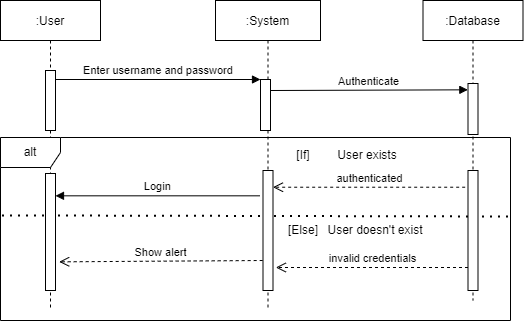 :User
:System
:Database
Enter username and password
Authenticate
alt
[If] User exists
authenticated
Login
[Else] User doesn't exist
Show alert
invalid credentials